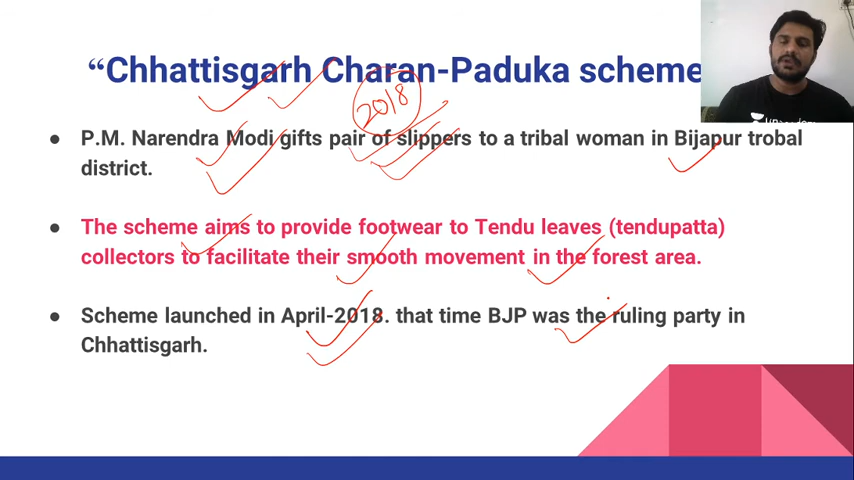 “Chhattisgarh Charan-Paduka scheme
2018
P.M. Narendra Modi gifts pair of slippers to a tribal woman in Bijapur trobal
district.
The scheme aims to provide footwear to Tendu leaves (tendupatta)
collectors to facilitate their smooth movement in the forest area.
Scheme launched in April-2018. that time BJP was the ruling party in
Chhattisgarh.